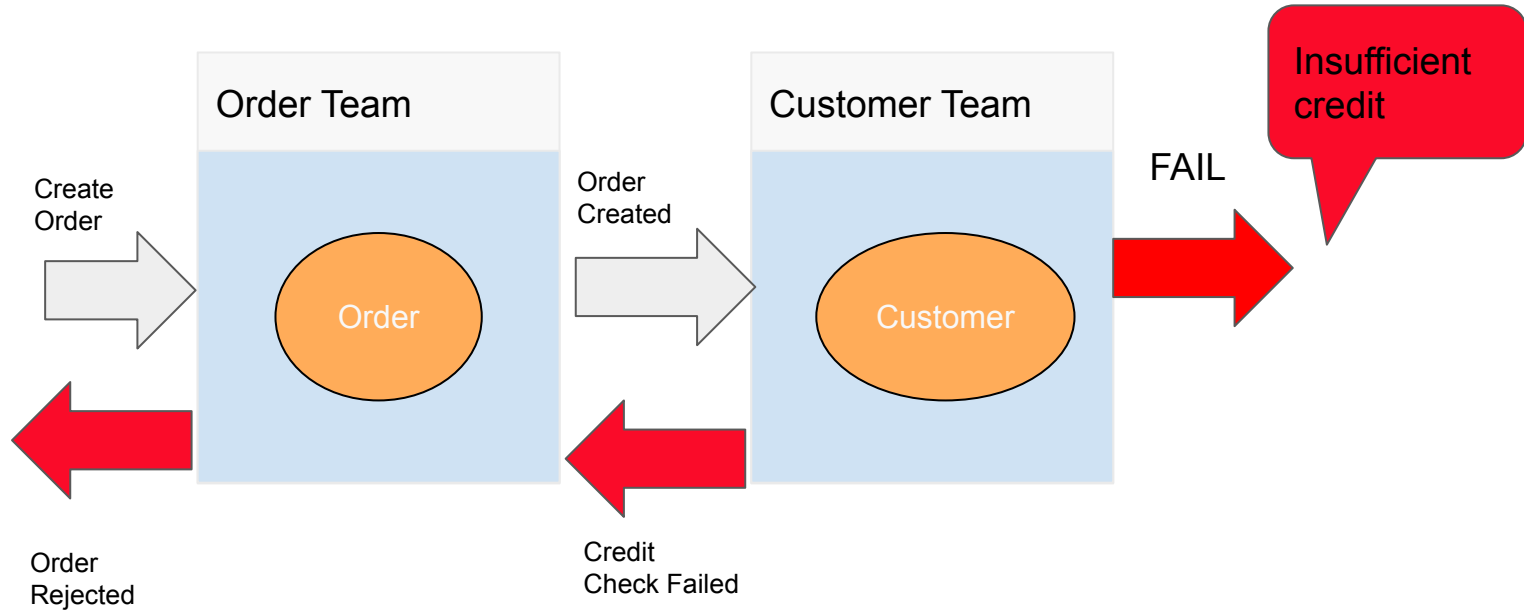 Order Team
Customer Team
Insufficient
credit
FAIL
Create
Order
Order
Created
Order
Customer
Order
Rejected
Credit
Check Failed